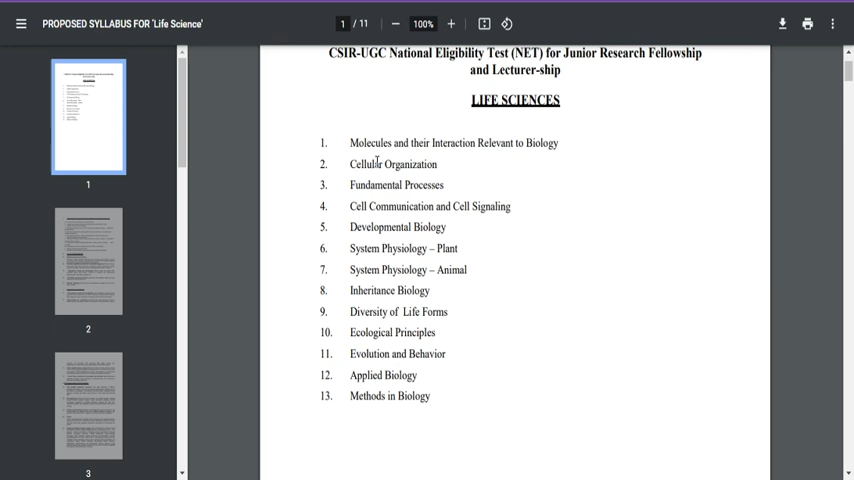 PROPOSED SYLLABUS FOR 'Life Science'
1 / 11
100%
CSIR-UGC National Eligibility Test (NET) for Junior Research Fellowship
and Lecturer-ship
LIFE SCIENCES
1. Molecules and their Interaction Relevant to Biology
2. Cellular Organization
3. Fundamental Processes
4. Cell Communication and Cell Signaling
5. Developmental Biology
6. System Physiology – Plant
7. System Physiology – Animal
8. Inheritance Biology
9. Diversity of Life Forms
10. Ecological Principles
11. Evolution and Behavior
12. Applied Biology
13. Methods in Biology
1
2
3